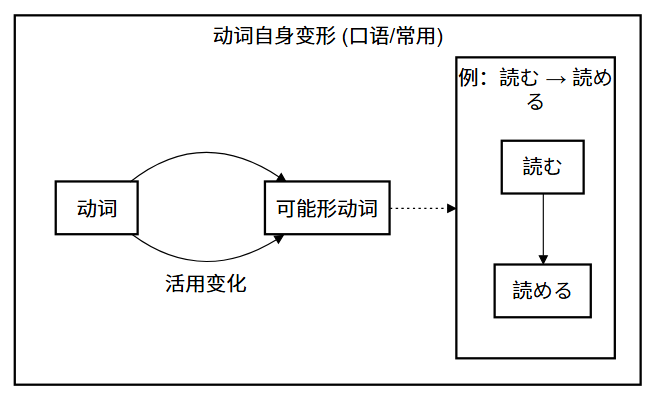 动词自身变形 (口语/常用)
例：読む → 読め
る
読む
动词
可能形动词
活用变化
読める